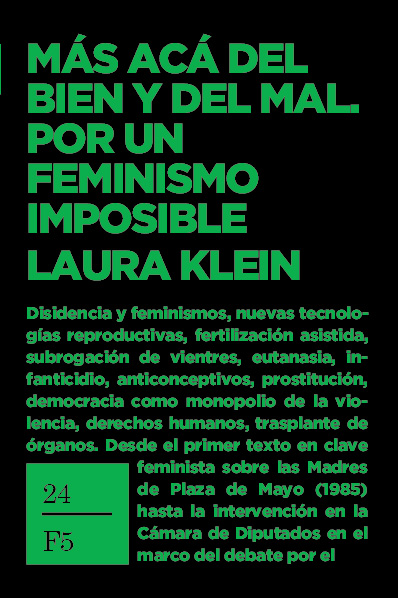 MÁS ACÁ DEL
BIEN Y DEL MAL.
POR UN
FEMINISMO
IMPOSIBLE
LAURA KLEIN
Disidencia y feminismos, nuevas tecnolo-
gías reproductivas, fertilización asistida,
subrogación de vientres, eutanasia, in-
fanticidio, anticonceptivos, prostitución,
democracia como monopolio de la vio-
lencia, derechos humanos, trasplante de
órganos. Desde el primer texto en clave
feminista sobre las Madres
de Plaza de Mayo (1985)
hasta la intervención en la
Cámara de Diputados en el
marco del debate por el
24
F5